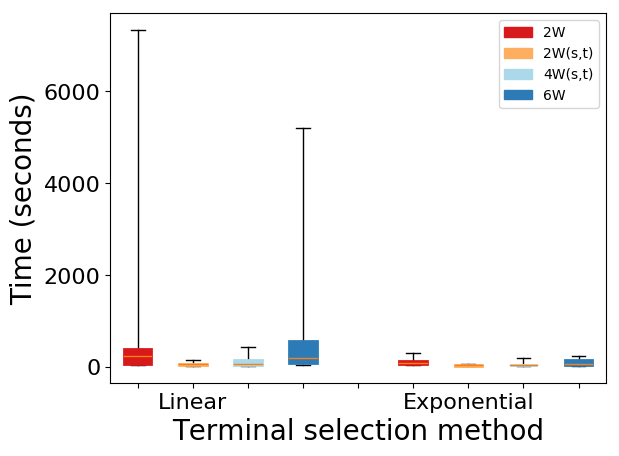 2W
2W(s,t)
4W(s,t)
6W
Time (seconds)
6000
4000
2000
0
Linear
Exponential
Terminal selection method